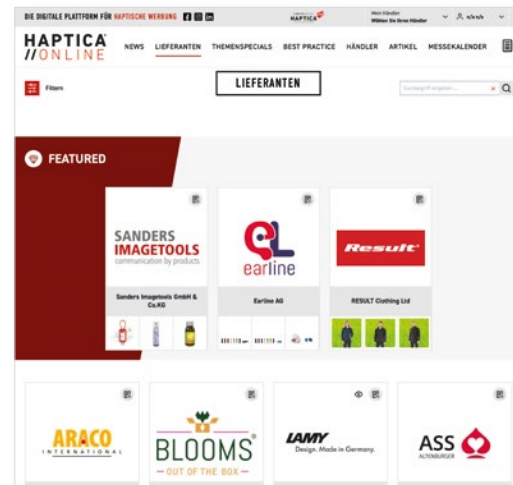 DIE DIGITALE PLATTFORM FÜR HAPTISCHE WERBUNG
HAPTICA
Mein Händler
Wählen Sie Ihren Händler
n/a n/a
HAPTICA
//ONLINE
NEWS LIEFERANTEN THEMENSPECIALS BEST PRACTICE HÄNDLER ARTIKEL MESSEKALENDER
Filtern
LIEFERANTEN
Suchbegriff eingeben ...
FEATURED
SANDERS
IMAGETOOLS
communication by products
earline
Result
Sanders Imagetools GmbH &
Co.KG
Earline AG
RESULT Clothing Ltd
ARACO
INTERNATIONAL
BLOOMS
OUT OF THE BOX
LAMY
Design. Made in Germany.
ASS
ALTENBURGER